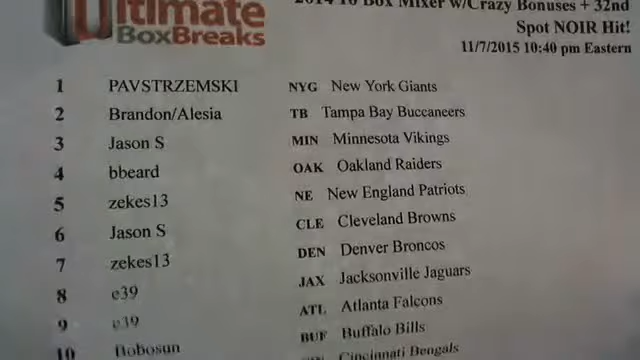 Ultimate
BoxBreaks
Box Mixer w/Crazy Bonuses + 32nd
Spot NOIR Hit!
11/7/2015 10:40 pm Eastern
1 PAVSTRZEMSKI NYG New York Giants
2 Brandon/Alesia TB Tampa Bay Buccaneers
3 Jason S MIN Minnesota Vikings
4 bbeard OAK Oakland Raiders
5 zekes13 NE New England Patriots
6 Jason S CLE Cleveland Browns
7 zekes13 DEN Denver Broncos
8 e39 JAX Jacksonville Jaguars
9 e39 ATL Atlanta Falcons
10 Bobosun BUF Buffalo Bills
Cincinnati Bengals